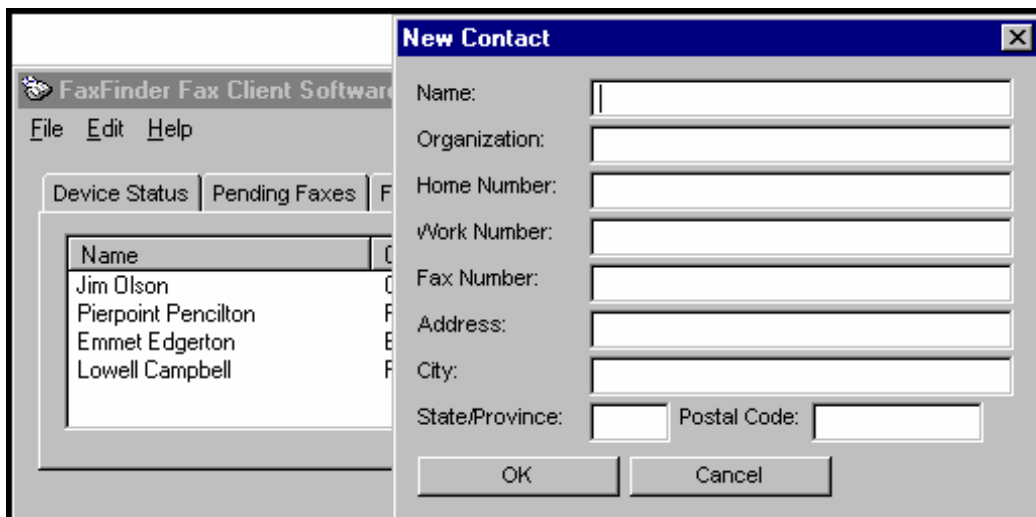 FaxFinder Fax Client Software
File Edit Help
Device Status Pending Faxes F
Name
Jim Olson
Pierpoint Pencilton
Emmet Edgerton
Lowell Campbell
New Contact
Name:
Organization:
Home Number:
Work Number:
Fax Number:
Address:
City:
State/Province: Postal Code:
OK Cancel